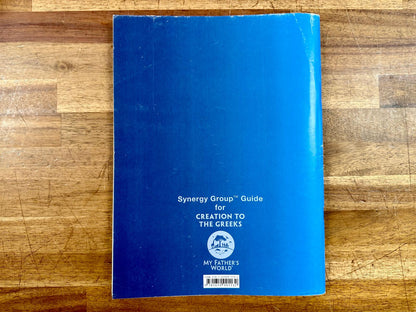 Synergy Group™ Guide
for
CREATION TO
THE GREEKS
MY FATHER'S
WORLD®